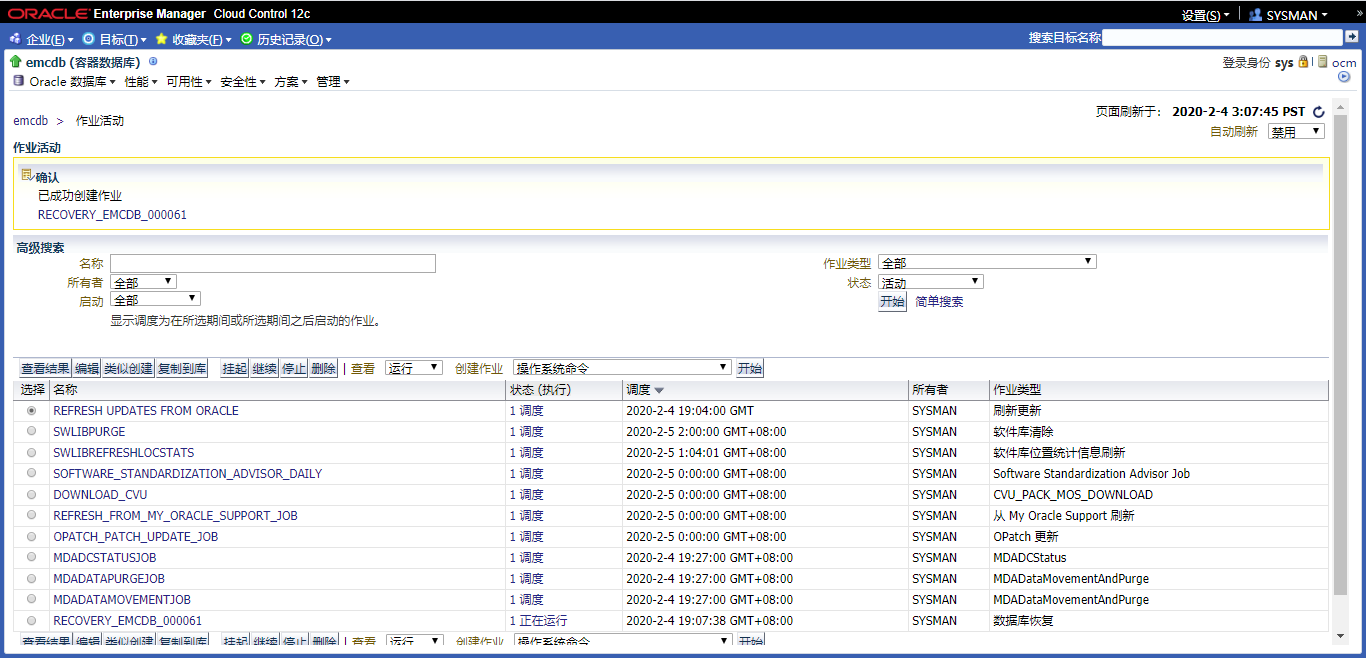 ORACLE Enterprise Manager Cloud Control 12c
设置(S) SYSMAN »
企业(E) 目标(T) 收藏夹(F) 历史记录(O) 搜索目标名称
emcdb (容器数据库) 登录身份 sys ocm
Oracle 数据库 性能 可用性 安全性 方案 管理
页面刷新于: 2020-2-4 3:07:45 PST
emcdb > 作业活动
自动刷新 禁用
作业活动
确认
已成功创建作业
RECOVERY_EMCDB_000061
高级搜索
名称 作业类型 全部
所有者 全部 状态 活动
启动 全部 开始 简单搜索
显示调度为在所选期间或所选期间之后启动的作业。
查看结果 编辑 类似创建 复制到库 挂起 继续 停止 删除 | 查看 运行 创建作业 操作系统命令 开始
选择 名称 状态 (执行) 调度 所有者 作业类型
REFRESH UPDATES FROM ORACLE 1 调度 2020-2-4 19:04:00 GMT SYSMAN 刷新更新
SWLIBPURGE 1 调度 2020-2-5 2:00:00 GMT+08:00 SYSMAN 软件库清除
SWLIBREFRESHLOCSTATS 1 调度 2020-2-5 1:04:01 GMT+08:00 SYSMAN 软件库位置统计信息刷新
SOFTWARE_STANDARDIZATION_ADVISOR_DAILY 1 调度 2020-2-5 0:00:00 GMT+08:00 SYSMAN Software Standardization Advisor Job
DOWNLOAD_CVU 1 调度 2020-2-5 0:00:00 GMT+08:00 SYSMAN CVU_PACK_MOS_DOWNLOAD
REFRESH_FROM_MY_ORACLE_SUPPORT_JOB 1 调度 2020-2-5 0:00:00 GMT+08:00 SYSMAN 从 My Oracle Support 刷新
OPATCH_PATCH_UPDATE_JOB 1 调度 2020-2-5 0:00:00 GMT+08:00 SYSMAN OPatch 更新
MDADCSTATUSJOB 1 调度 2020-2-4 19:27:00 GMT+08:00 SYSMAN MDADCStatus
MDADATAPURGEJOB 1 调度 2020-2-4 19:27:00 GMT+08:00 SYSMAN MDADataMovementAndPurge
MDADATAMOVEMENTJOB 1 调度 2020-2-4 19:27:00 GMT+08:00 SYSMAN MDADataMovementAndPurge
RECOVERY_EMCDB_000061 1 正在运行 2020-2-4 19:07:38 GMT+08:00 SYSMAN 数据库恢复
查看结果 编辑 类似创建 复制到库 挂起 继续 停止 删除 | 查看 运行 创建作业 操作系统命令 开始